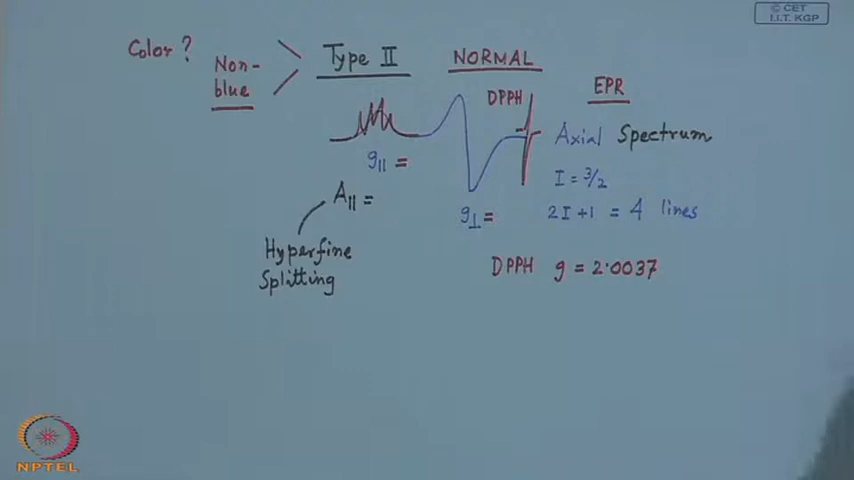 © CET
I.I.T. KGP
Color ?
Non-
blue
Type II
NORMAL
EPR
DPPH
Axial Spectrum
g|| =
I = 3/2
A|| =
g⊥ =
2I + 1 = 4 lines
Hyperfine
Splitting
DPPH g = 2.0037
NPTEL